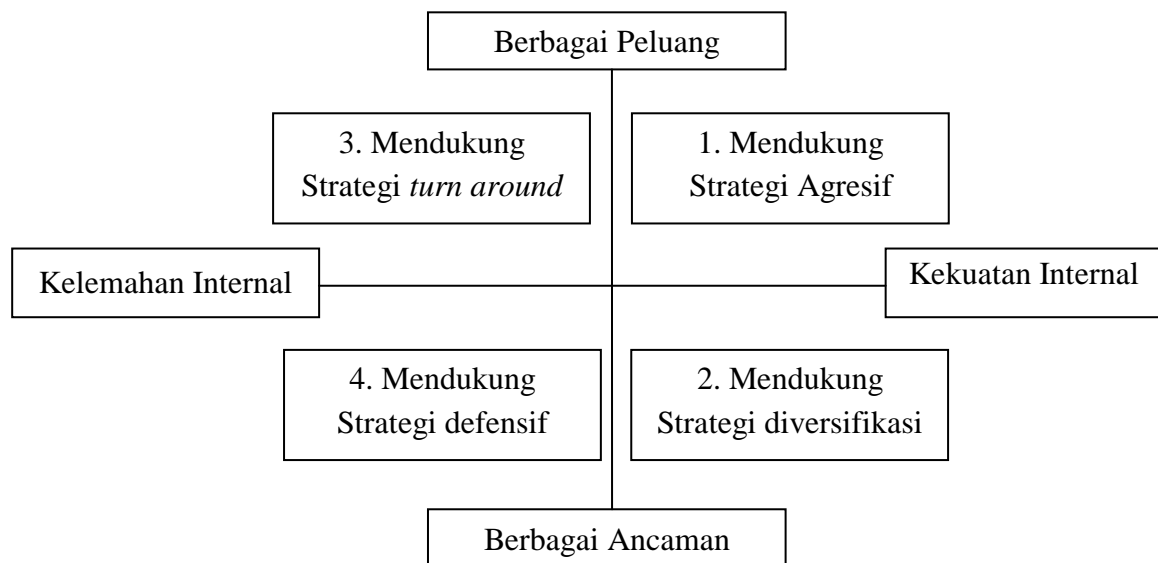 Berbagai Peluang
3. Mendukung
Strategi turn around
1. Mendukung
Strategi Agresif
Kelemahan Internal
Kekuatan Internal
4. Mendukung
Strategi defensif
2. Mendukung
Strategi diversifikasi
Berbagai Ancaman